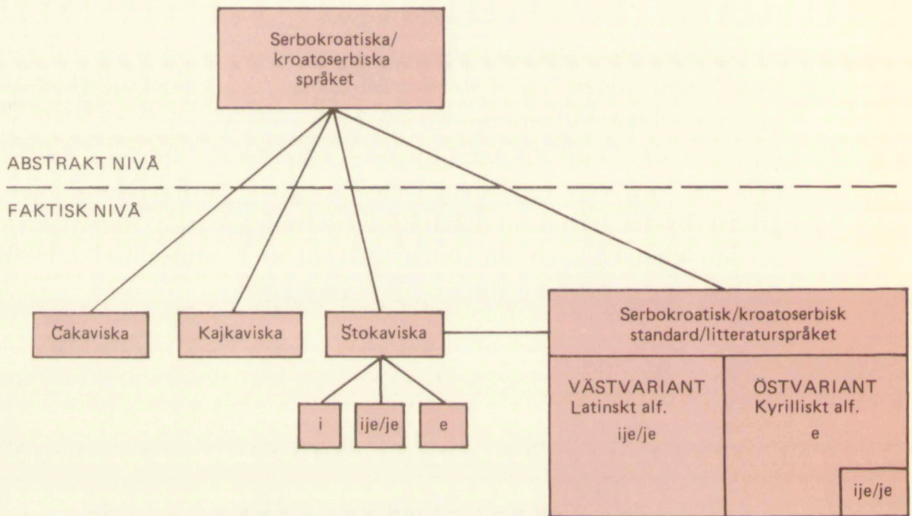 Serbokroatiska/
kroatoserbiska
språket
ABSTRAKT NIVÅ
FAKTISK NIVÅ
Čakaviska
Kajkaviska
Štokaviska
i
ije/je
e
Serbokroatisk/kroatoserbisk
standard/litteraturspråket
VÄSTVARIANT
Latinskt alf.
ije/je
ÖSTVARIANT
Kyrilliskt alf.
e
ije/je